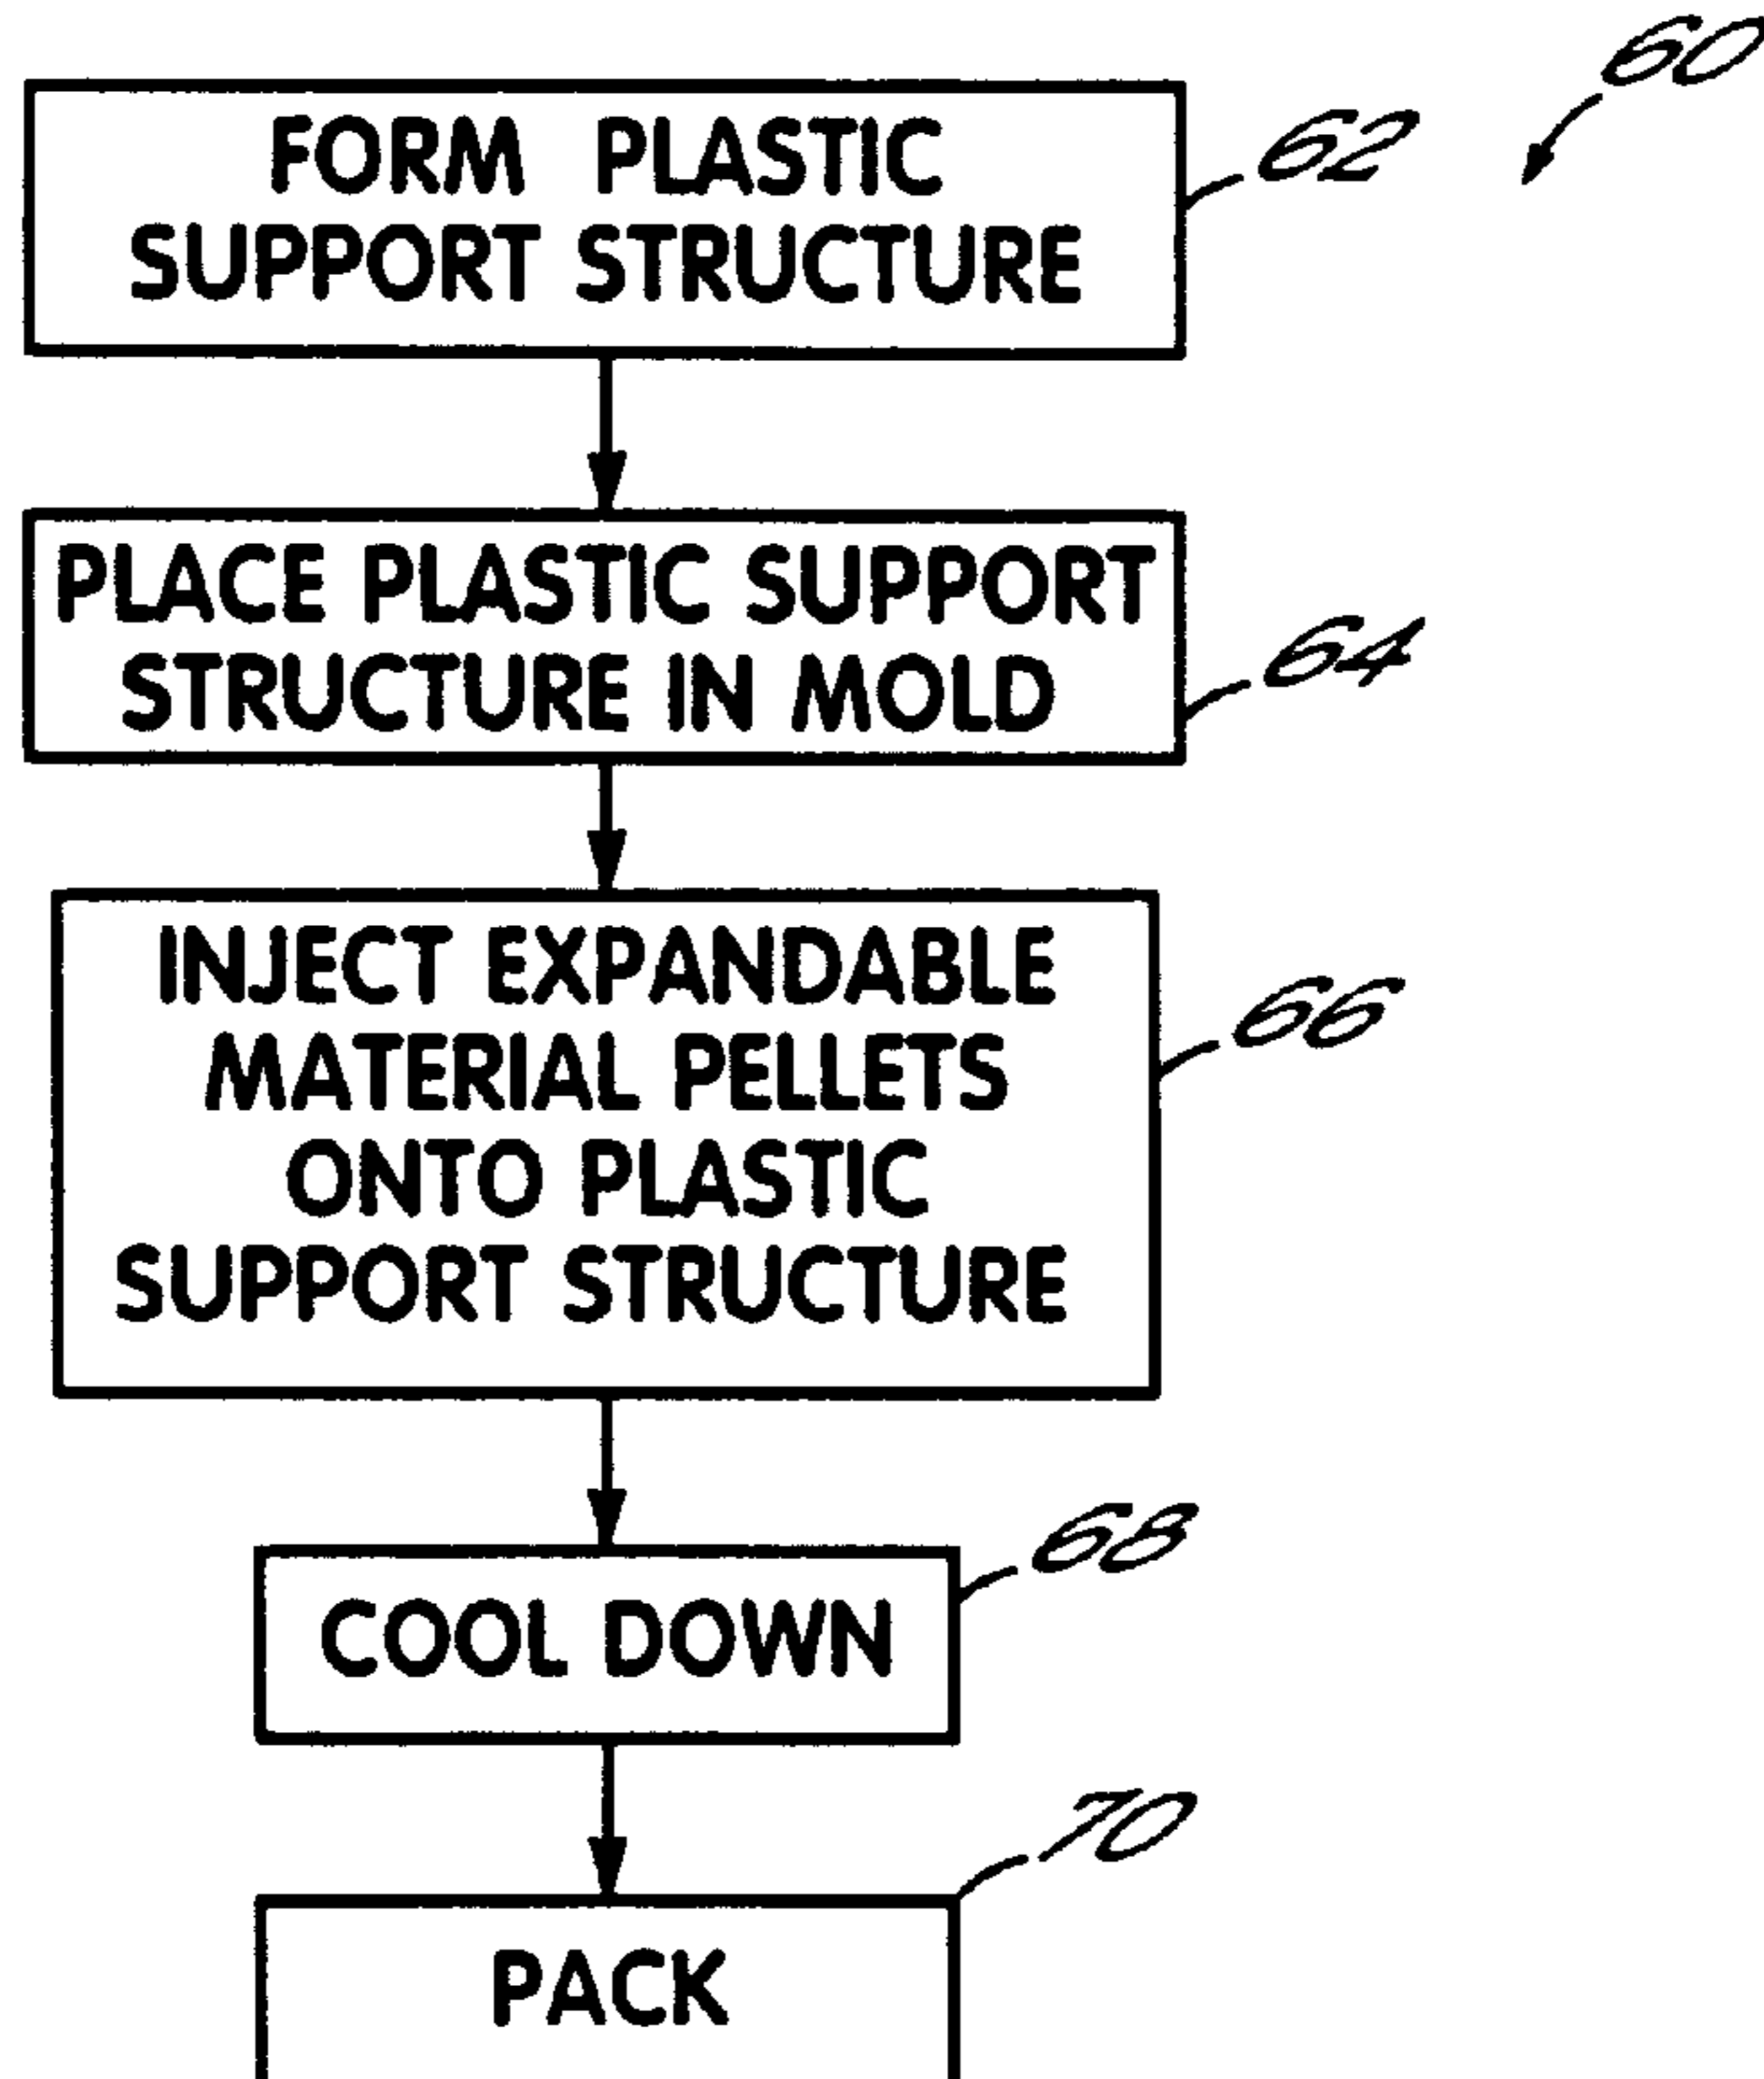 60
FORM PLASTIC
SUPPORT STRUCTURE
62
PLACE PLASTIC SUPPORT
STRUCTURE IN MOLD
64
INJECT EXPANDABLE
MATERIAL PELLETS
ONTO PLASTIC
SUPPORT STRUCTURE
66
COOL DOWN
68
PACK
70